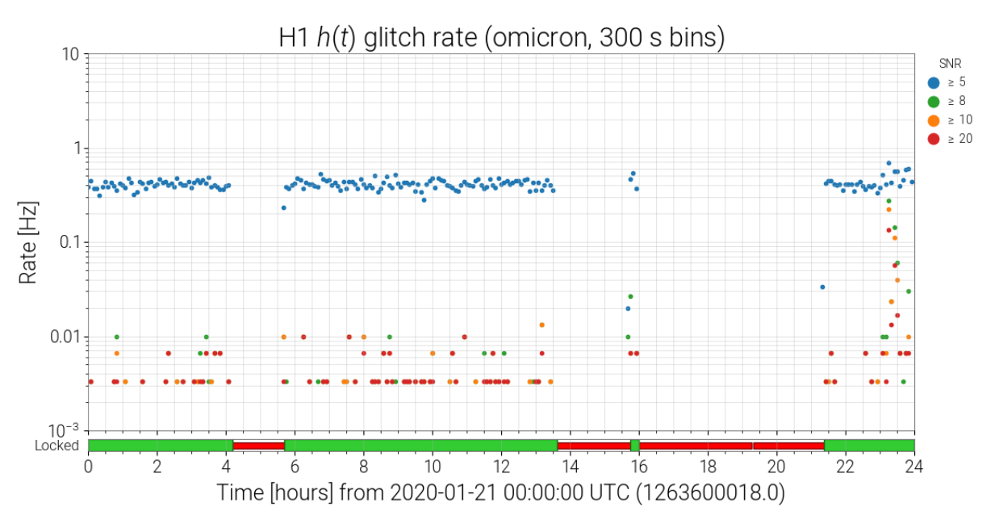 H1 h(t) glitch rate (omicron, 300 s bins)
SNR
≥ 5
≥ 8
≥ 10
≥ 20
Rate [Hz]
10
1
0.1
0.01
10⁻³
Locked
0 2 4 6 8 10 12 14 16 18 20 22 24
Time [hours] from 2020-01-21 00:00:00 UTC (1263600018.0)